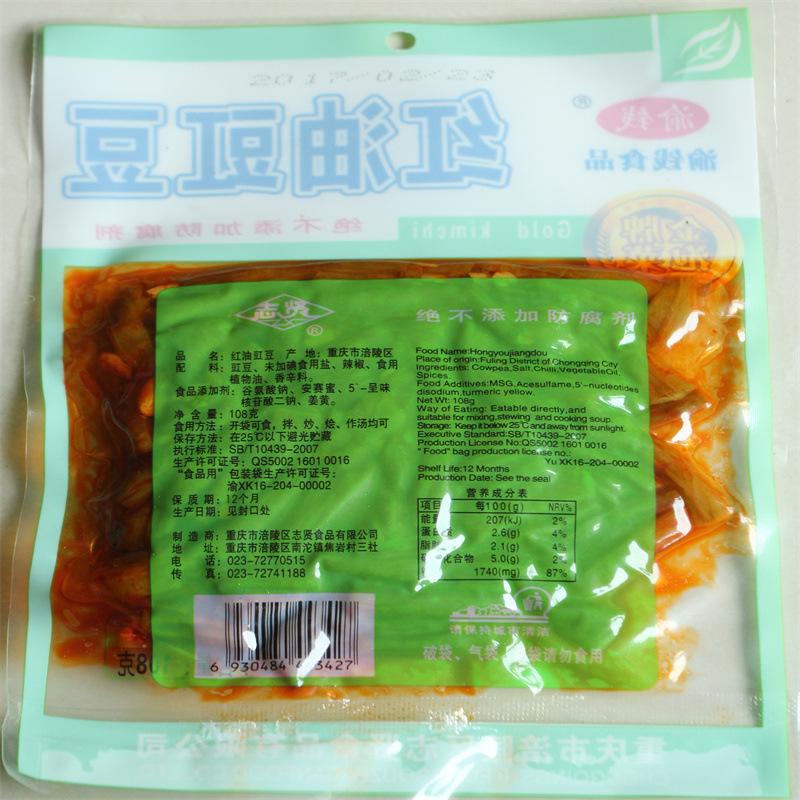 2017-02-23
渝钱
®
红油豇豆
渝钱食品
Gold kimchi
绝不添加防腐剂
志贤
®
绝不添加防腐剂
品 名：红油豇豆 产 地：重庆市涪陵区
配 料：豇豆、未加碘食用盐、辣椒、食用
植物油、香辛料。
食品添加剂：谷氨酸钠、安赛蜜、5'-呈味
核苷酸二钠、姜黄。
净 含 量：108克
食用方法：开袋可食，拌、炒、烩、作汤均可
保存方法：在25℃以下避光贮藏
执行标准：SB/T10439-2007
生产许可证号：QS5002 1601 0016
"食品用"包装袋生产许可证号：
渝XK16-204-00002
保 质 期：12个月
生产日期：见封口处
制 造 商：重庆市涪陵区志贤食品有限公司
地 址：重庆市涪陵区南沱镇焦岩村三社
电 话：023-72770515
传 真：023-72741188
Food Name:Hongyoujiangdou
Place of origin:Fuling District of Chongqing City
Ingredients: Cowpea,Salt,Chilli,VegetableOil,
Spices.
Food Additives:MSG,Acesulfame,5'-nucleotides
disodium,turmeric yellow.
Net Wt: 108g
Way of Eating: Eatable directly,and
suitable for mixing,stewing and cooking soup.
Storage: Keep it below 25℃ and away from sunlight.
Executive Standard:SB/T10439-2007
Production License No:QS5002 1601 0016
"Food" bag production license no.:
Yu XK16-204-00002
Shelf Life:12 Months
Production Date: See the seal
营养成分表
项目 每100(g) NRV%
能量 207(kJ) 2%
蛋白质 2.6(g) 4%
脂肪 2.1(g) 4%
化合物 5.0(g) 2%
1740(mg) 87%
请保持城市清洁
破袋、气袋 袋请勿食用
6 930484 3427
08克
重庆市涪陵 志 食品有限公司